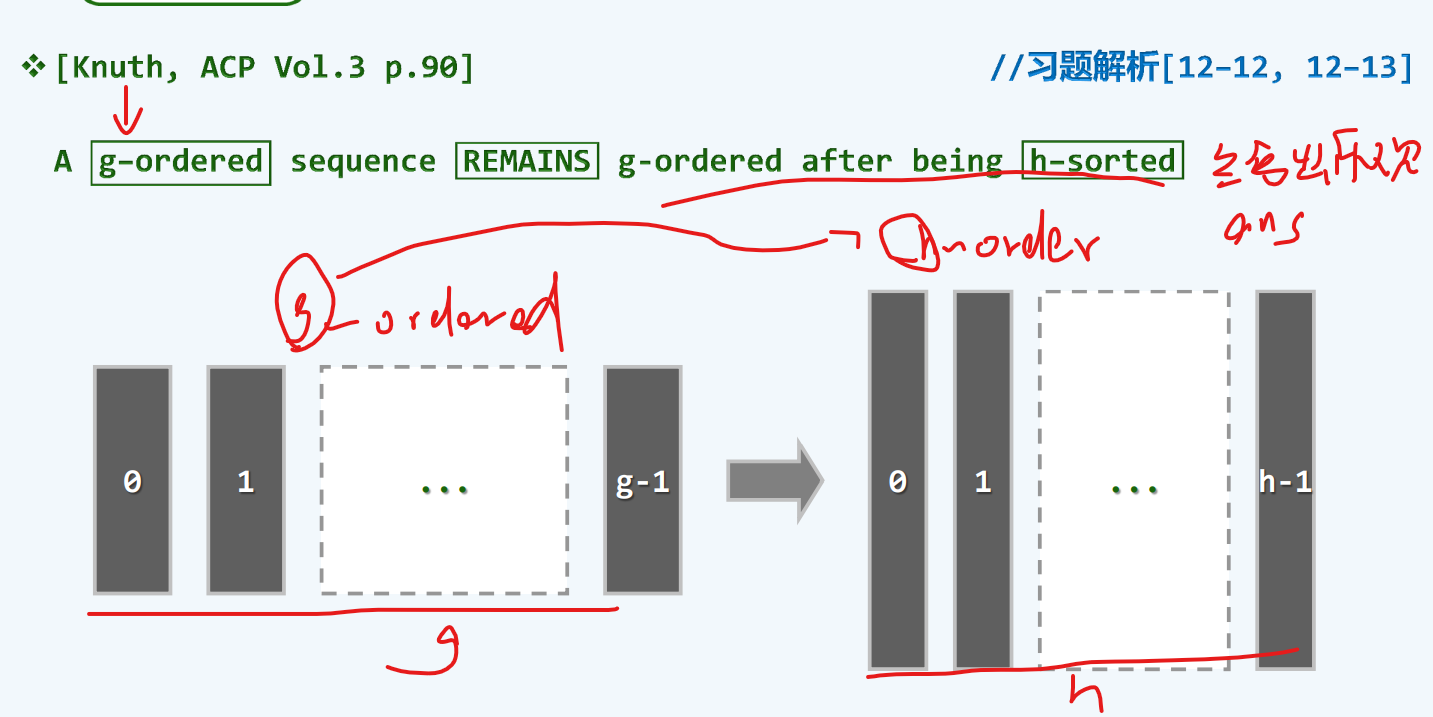 ❖ [Knuth, ACP Vol.3 p.90] //习题解析[12-12, 12-13]
A g-ordered sequence REMAINS g-ordered after being h-sorted
h-order
ans
g-ordered
0 1 ... g-1
0 1 ... h-1
g
h